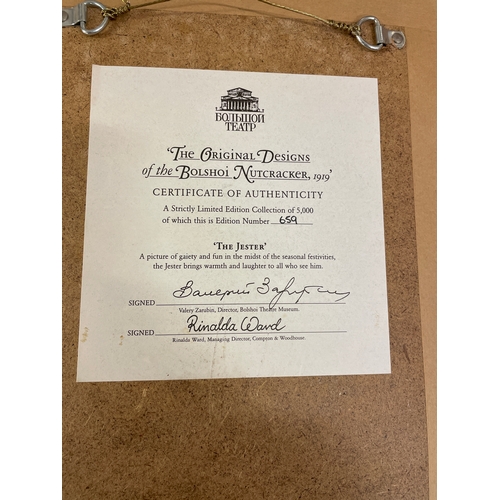 БОЛЬШОЙ
ТЕАТР
'The Original Designs
of the Bolshoi Nutcracker, 1919'
CERTIFICATE OF AUTHENTICITY
A Strictly Limited Edition Collection of 5,000
of which this is Edition Number 659
'The Jester'
A picture of gaiety and fun in the midst of the seasonal festivities,
the Jester brings warmth and laughter to all who see him.
SIGNED Валерий
Valery Zarubin, Director, Bolshoi Theatre Museum.
SIGNED Rinalda Ward
Rinalda Ward, Managing Director, Compton & Woodhouse.